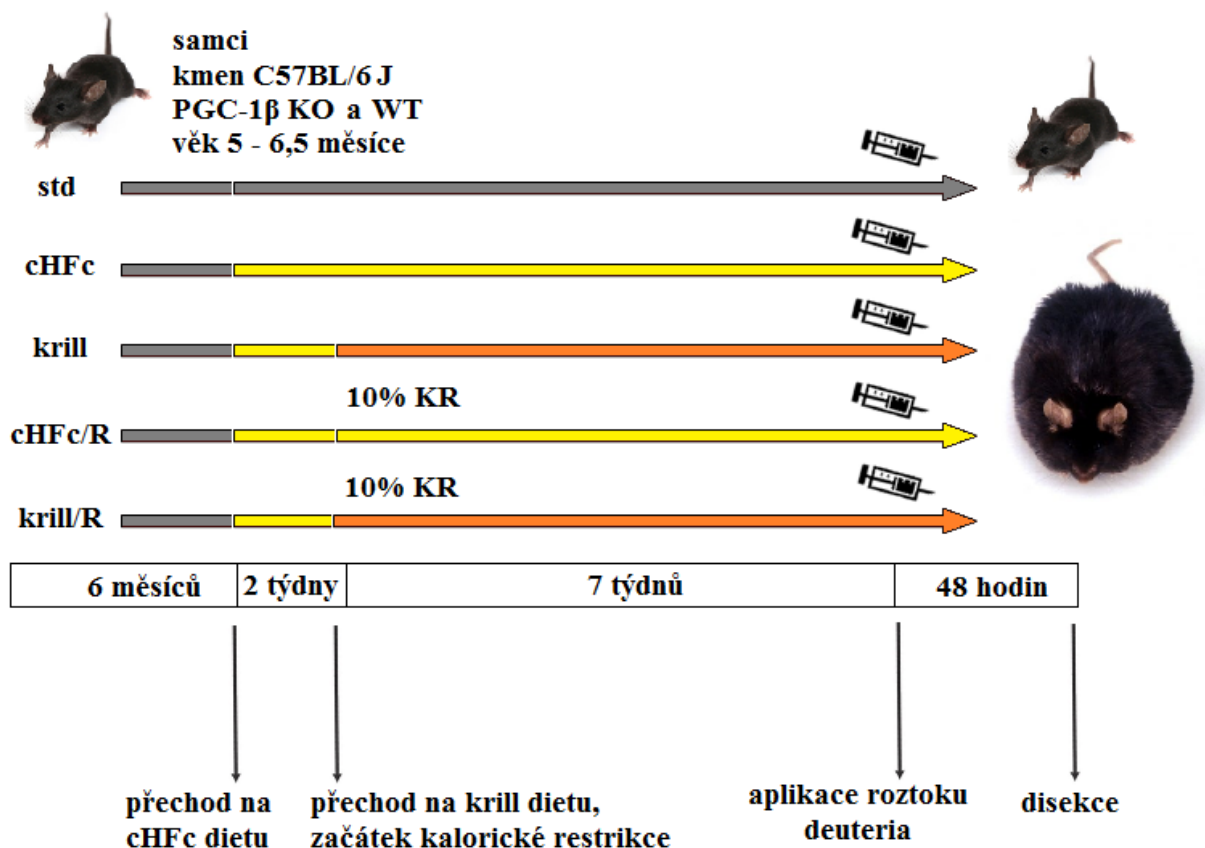 samci
kmen C57BL/6 J
PGC-1β KO a WT
věk 5 - 6,5 měsíce
std
cHFc
krill
10% KR
cHFc/R
10% KR
krill/R
6 měsíců
2 týdny
7 týdnů
48 hodin
přechod na
cHFc dietu
přechod na krill dietu,
začátek kalorické restrikce
aplikace roztoku
deuteria
disekce